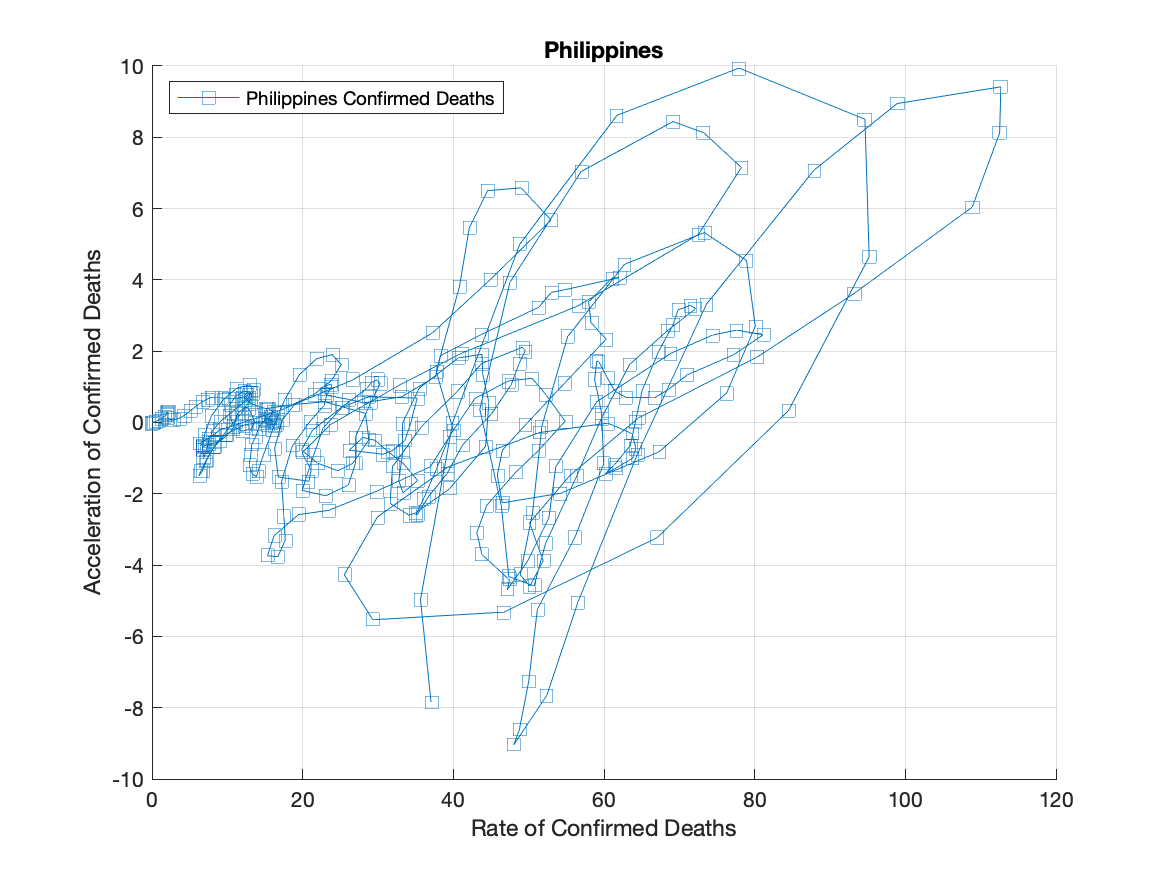 Philippines
Philippines Confirmed Deaths
10
8
6
4
2
0
-2
-4
-6
-8
-10
Acceleration of Confirmed Deaths
0 20 40 60 80 100 120
Rate of Confirmed Deaths